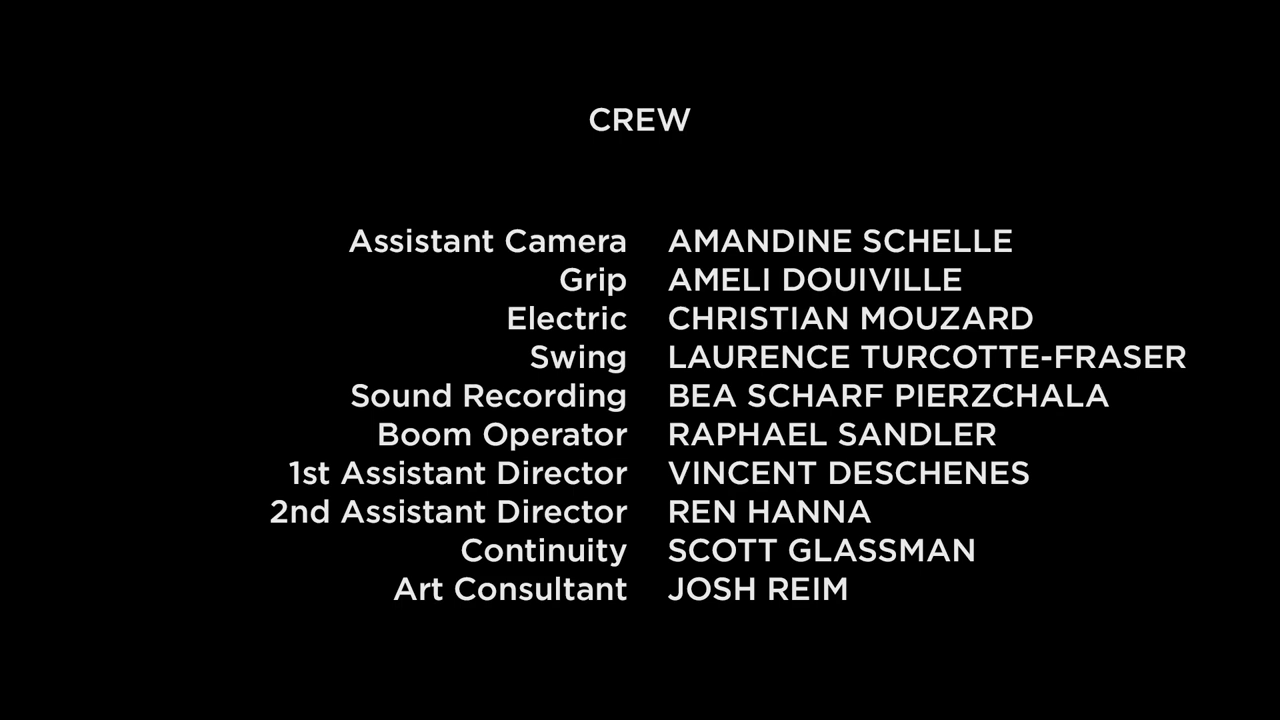 CREW
Assistant Camera AMANDINE SCHELLE
Grip AMELI DOUIVILLE
Electric CHRISTIAN MOUZARD
Swing LAURENCE TURCOTTE-FRASER
Sound Recording BEA SCHARF PIERZCHALA
Boom Operator RAPHAEL SANDLER
1st Assistant Director VINCENT DESCHENES
2nd Assistant Director REN HANNA
Continuity SCOTT GLASSMAN
Art Consultant JOSH REIM